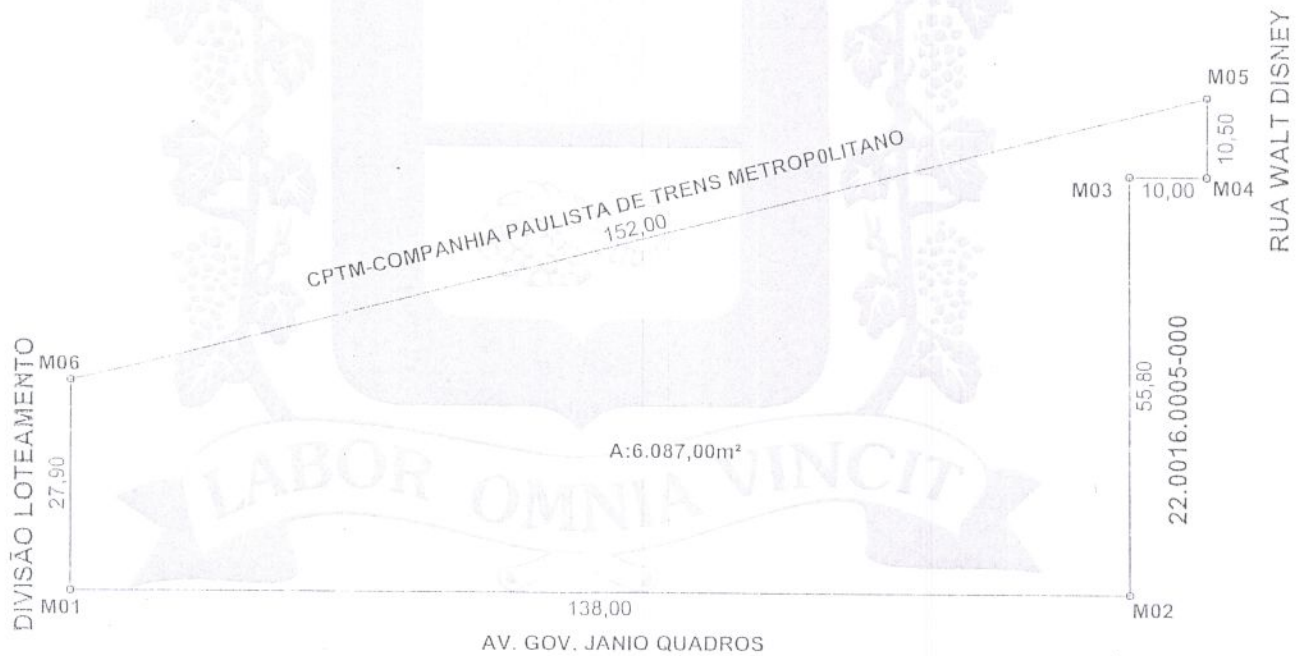 RUA WALT DISNEY
M05
10,50
CPTM-COMPANHIA PAULISTA DE TRENS METROP0LITANO
152,00
M03
10,00
M04
M06
DIVISÃO LOTEAMENTO
27,90
55,80
22.0016.0005-000
A:6.087,00m²
LABOR OMNIA VINCIT
M01
138,00
M02
AV. GOV. JANIO QUADROS